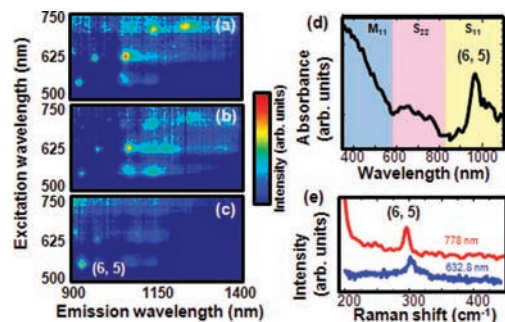 Excitation wavelength (nm)
750
625
500
(a)
750
625
500
(b)
750
625
500
(c)
(6, 5)
900
1150
1400
Emission wavelength (nm)
Intensity (arb. units)
(d)
Absorbance
(arb. units)
M11
S22
S11
(6, 5)
400
600
800
1000
Wavelength (nm)
(e)
Intensity
(arb. units)
(6, 5)
778 nm
632.8 nm
200
300
400
Raman shift (cm-1)